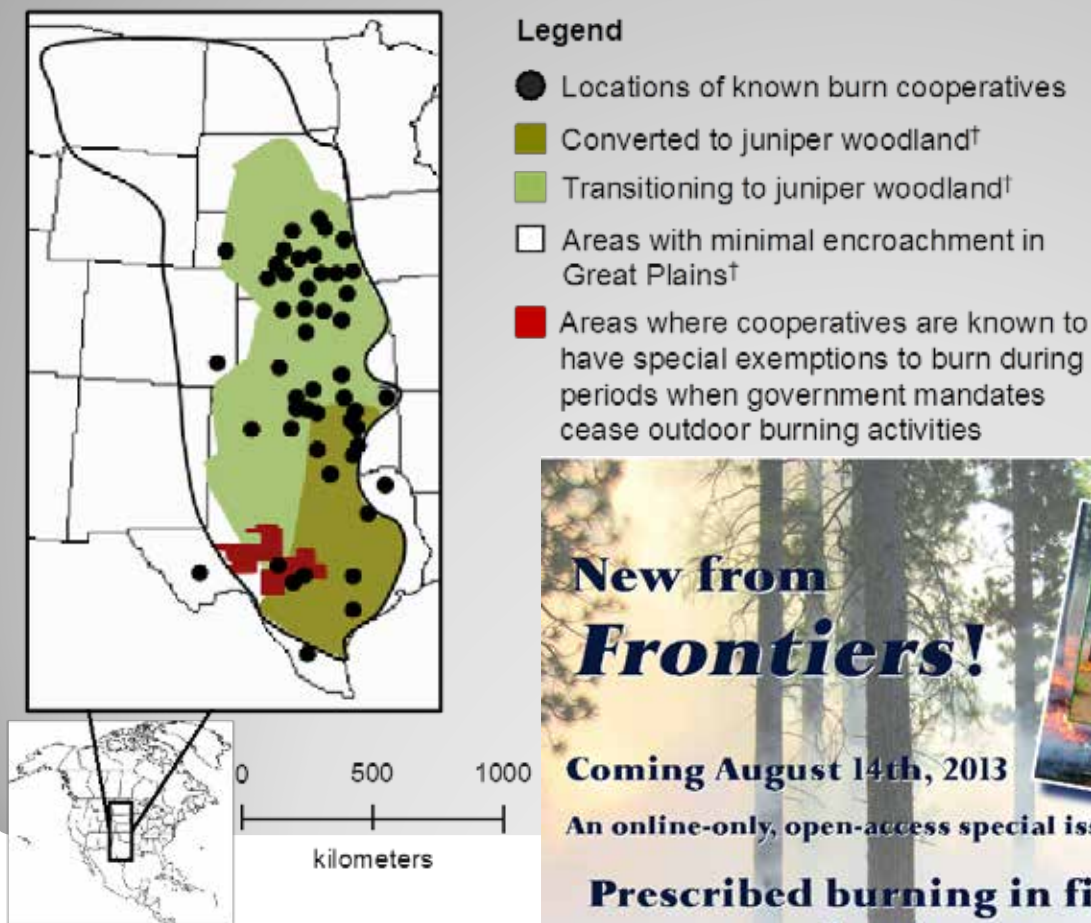 Legend
Locations of known burn cooperatives
Converted to juniper woodland†
Transitioning to juniper woodland†
Areas with minimal encroachment in
Great Plains†
Areas where cooperatives are known to
have special exemptions to burn during
periods when government mandates
cease outdoor burning activities
0 500 1000
kilometers
New from
Frontiers!
Coming August 14th, 2013
An online-only, open-access special
Prescribed burning in